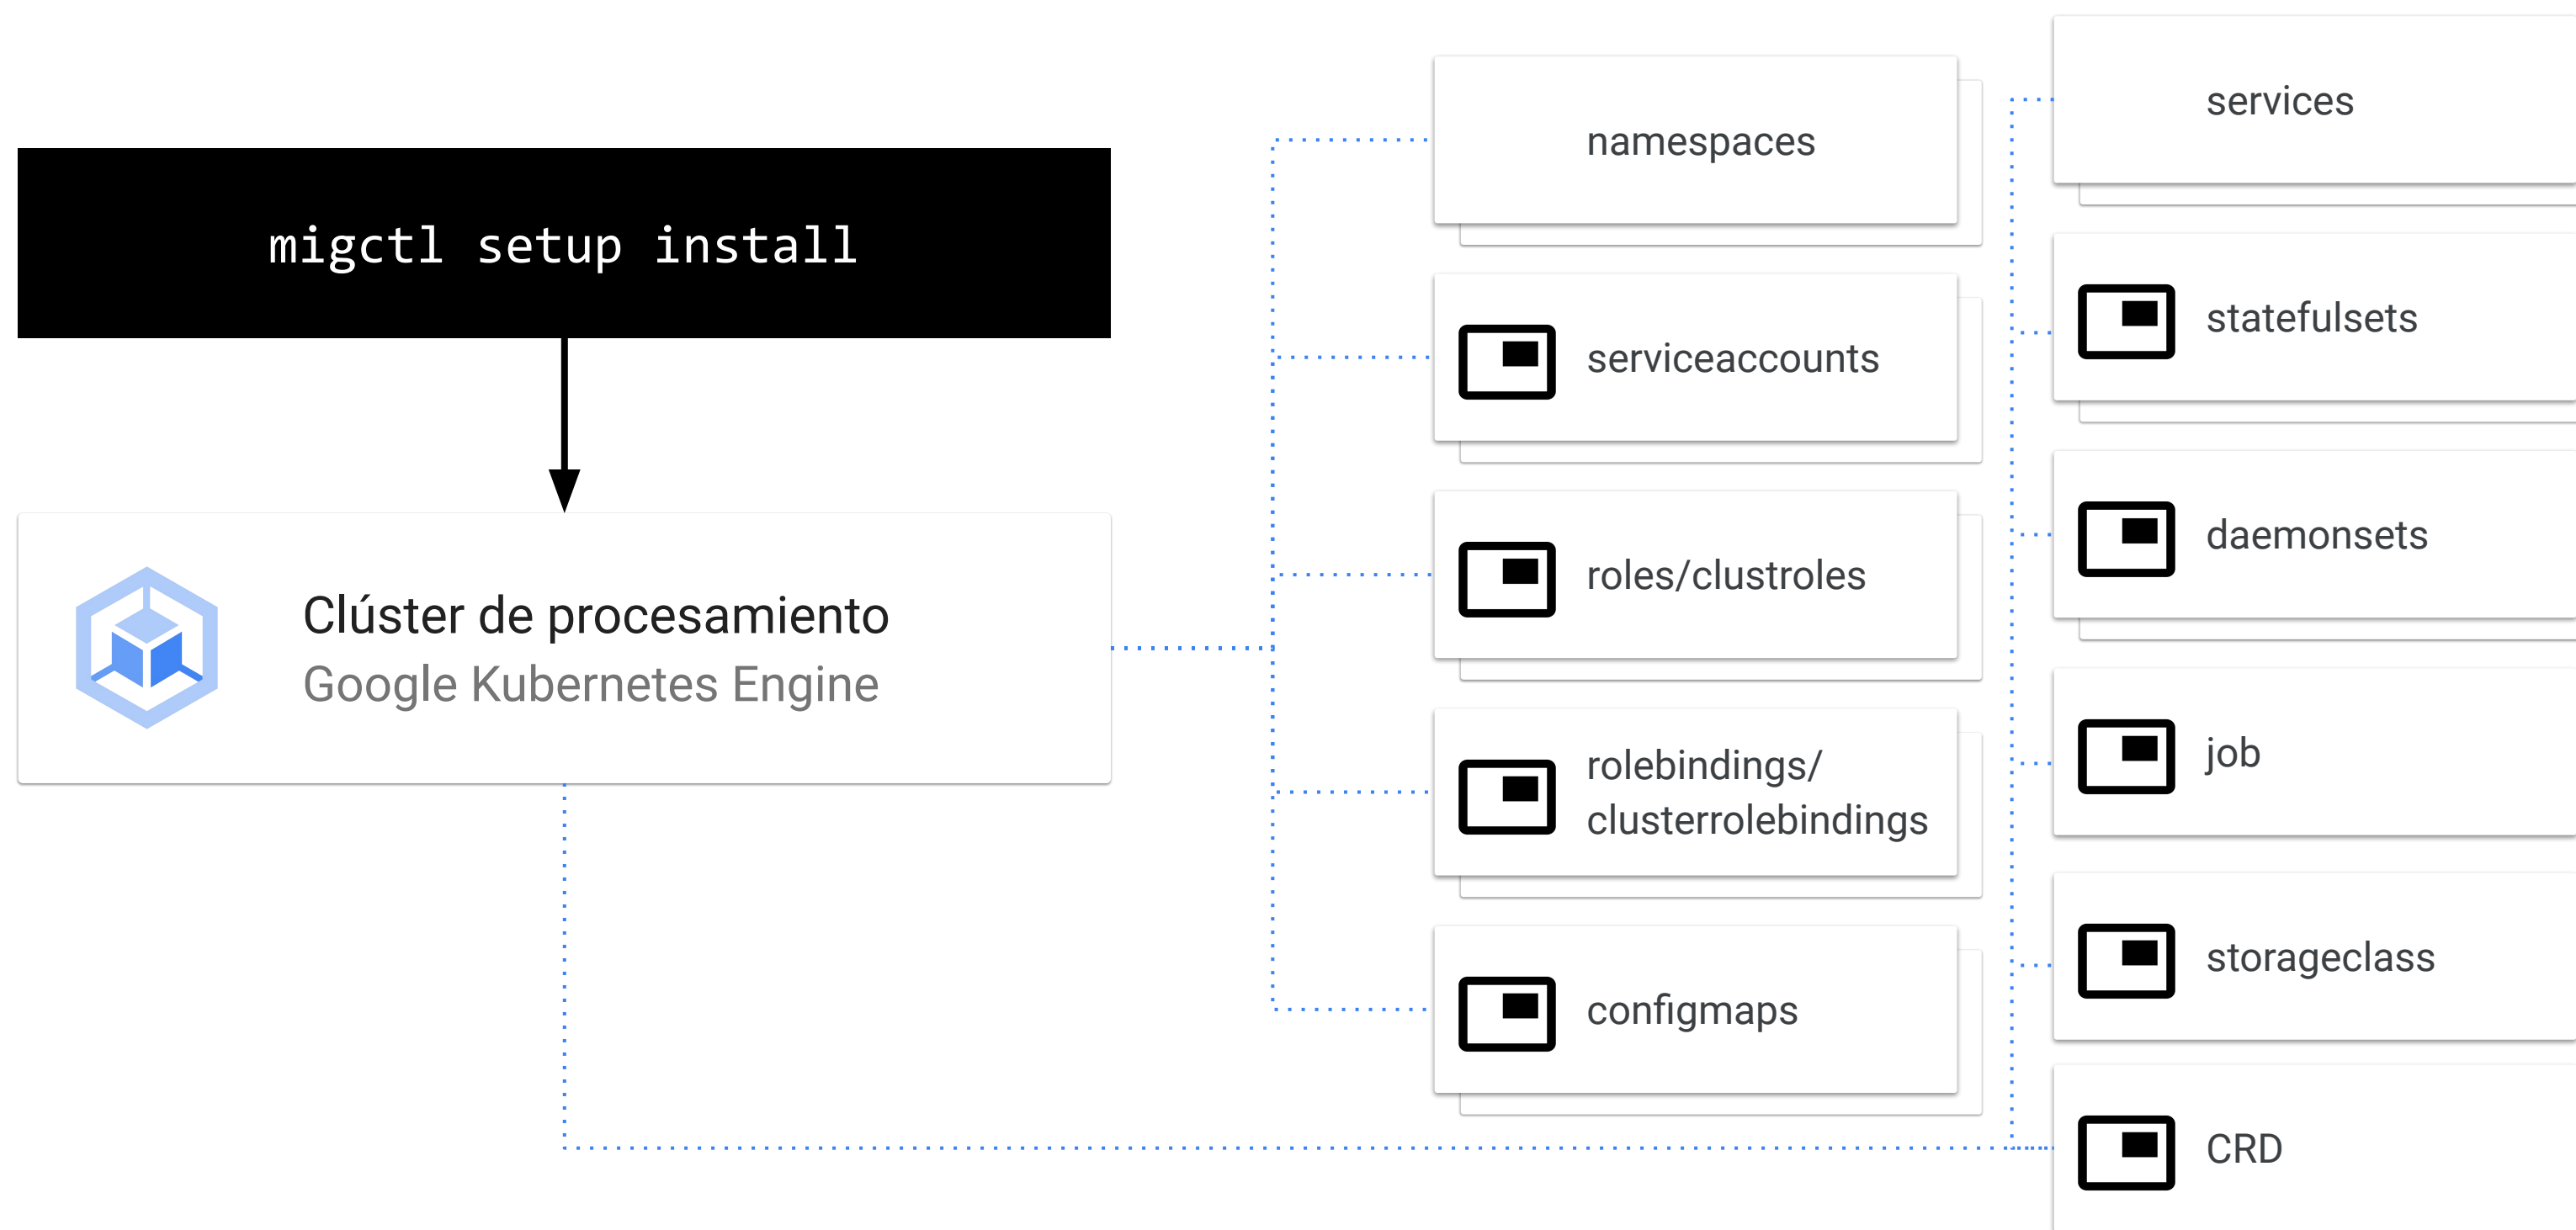 migctl setup install
Clúster de procesamiento
Google Kubernetes Engine
namespaces
serviceaccounts
roles/clustroles
rolebindings/
clusterrolebindings
configmaps
services
statefulsets
daemonsets
job
storageclass
CRD